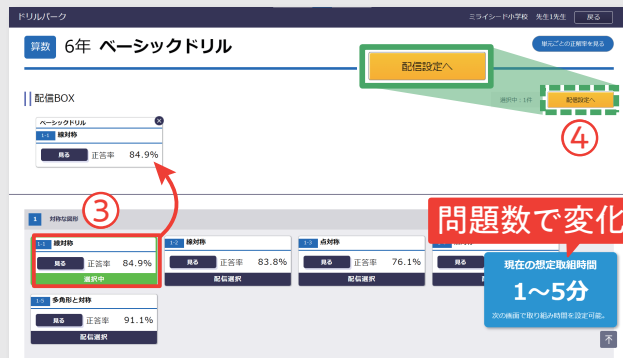 ドリルパーク
ミライシード小学校 先生1先生 戻る
算数 6年 ベーシックドリル
単元ごとの正解率を見る
配信設定へ
配信BOX
選択中：1件 配信設定へ
④
ベーシックドリル
1-1 線対称
見る 正答率 84.9%
③
1 対称な図形
問題数で変化
1-1 線対称
見る 正答率 84.9%
選択中
1-2 線対称
見る 正答率 83.8%
配信選択
1-3 点対称
見る 正答率 76.1%
配信選択
見る
現在の想定取組時間
1〜5分
次の画面で取り組み時間を設定可能。
1-5 多角形と対称
見る 正答率 91.1%
配信選択